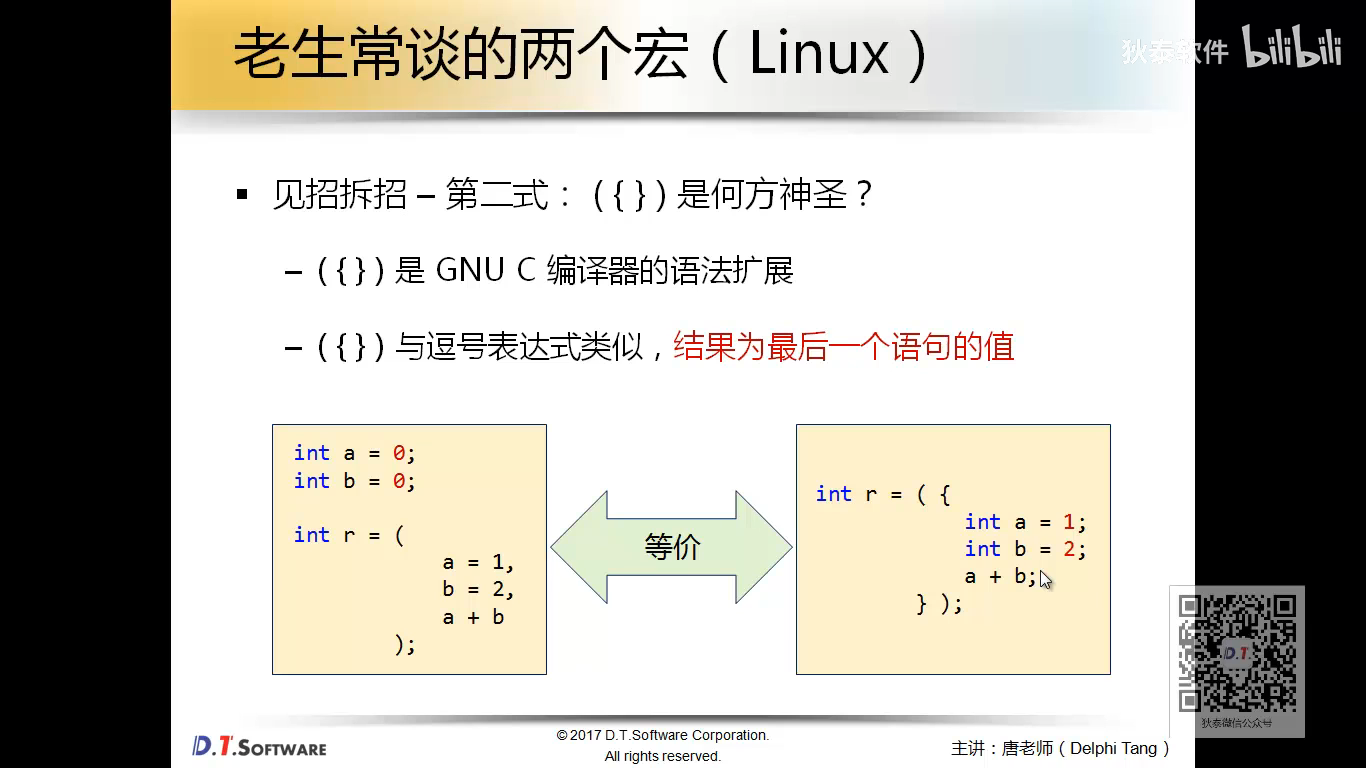 老生常谈的两个宏（Linux）
狄泰软件 bilibili
▪ 见招拆招 – 第二式：( { } ) 是何方神圣？
– ( { } ) 是 GNU C 编译器的语法扩展
– ( { } ) 与逗号表达式类似，结果为最后一个语句的值
int a = 0;
int b = 0;
int r = (
a = 1,
b = 2,
a + b
);
等价
int r = ( {
int a = 1;
int b = 2;
a + b;
} );
D.T.
狄泰微信公众号
D.T.SOFTWARE
© 2017 D.T.Software Corporation.
All rights reserved.
主讲：唐老师（Delphi Tang）